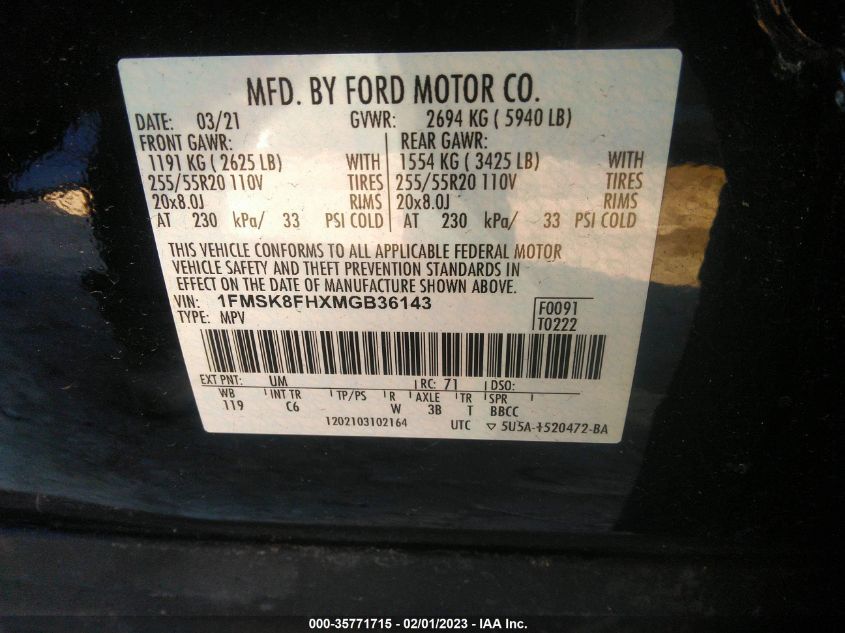 MFD. BY FORD MOTOR CO.
DATE: 03/21 GVWR: 2694 KG ( 5940 LB)
FRONT GAWR: REAR GAWR:
1191 KG ( 2625 LB) WITH 1554 KG ( 3425 LB) WITH
255/55R20 110V TIRES 255/55R20 110V TIRES
20x8.0J RIMS 20x8.0J RIMS
AT 230 kPa/ 33 PSI COLD AT 230 kPa/ 33 PSI COLD
THIS VEHICLE CONFORMS TO ALL APPLICABLE FEDERAL MOTOR
VEHICLE SAFETY AND THEFT PREVENTION STANDARDS IN
EFFECT ON THE DATE OF MANUFACTURE SHOWN ABOVE.
VIN: 1FMSK8FHXMGB36143 F0091
TYPE: MPV T0222
EXT PNT: UM RC: 71 DSO:
WB INT TR TP/PS R AXLE TR SPR
119 C6 W 3B T BBCC
1202103102164 UTC ▽ 5U5A-1520472-BA
000-35771715 - 02/01/2023 - IAA Inc.